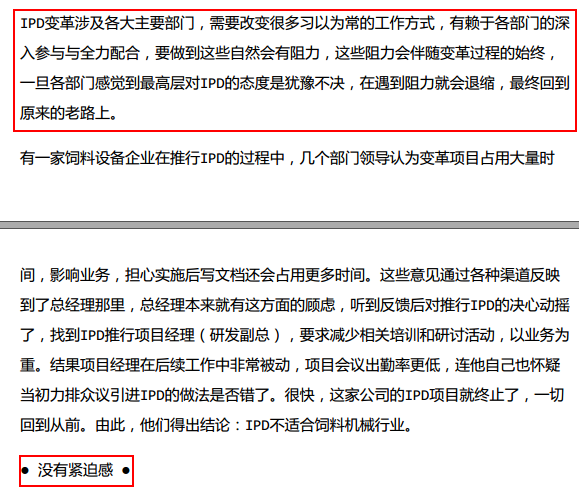 IPD变革涉及各大主要部门，需要改变很多习以为常的工作方式，有赖于各部门的深
入参与与全力配合，要做到这些自然会有阻力，这些阻力会伴随变革过程的始终，
一旦各部门感觉到最高层对IPD的态度是犹豫不决，在遇到阻力就会退缩，最终回到
原来的老路上。
有一家饲料设备企业在推行IPD的过程中，几个部门领导认为变革项目占用大量时
间，影响业务，担心实施后写文档还会占用更多时间。这些意见通过各种渠道反映
到了总经理那里，总经理本来就有这方面的顾虑，听到反馈后对推行IPD的决心动摇
了，找到IPD推行项目经理（研发副总），要求减少相关培训和研讨活动，以业务为
重。结果项目经理在后续工作中非常被动，项目会议出勤率更低，连他自己也怀疑
当初力排众议引进IPD的做法是否错了。很快，这家公司的IPD项目就终止了，一切
回到从前。由此，他们得出结论：IPD不适合饲料机械行业。
● 没有紧迫感 ●